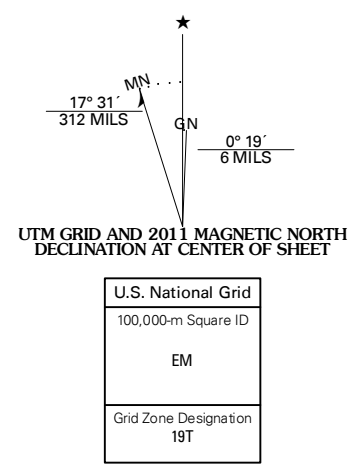 MN
17° 31´
312 MILS
GN
0° 19´
6 MILS
UTM GRID AND 2011 MAGNETIC NORTH
DECLINATION AT CENTER OF SHEET
U.S. National Grid
100,000-m Square ID
EM
Grid Zone Designation
19T